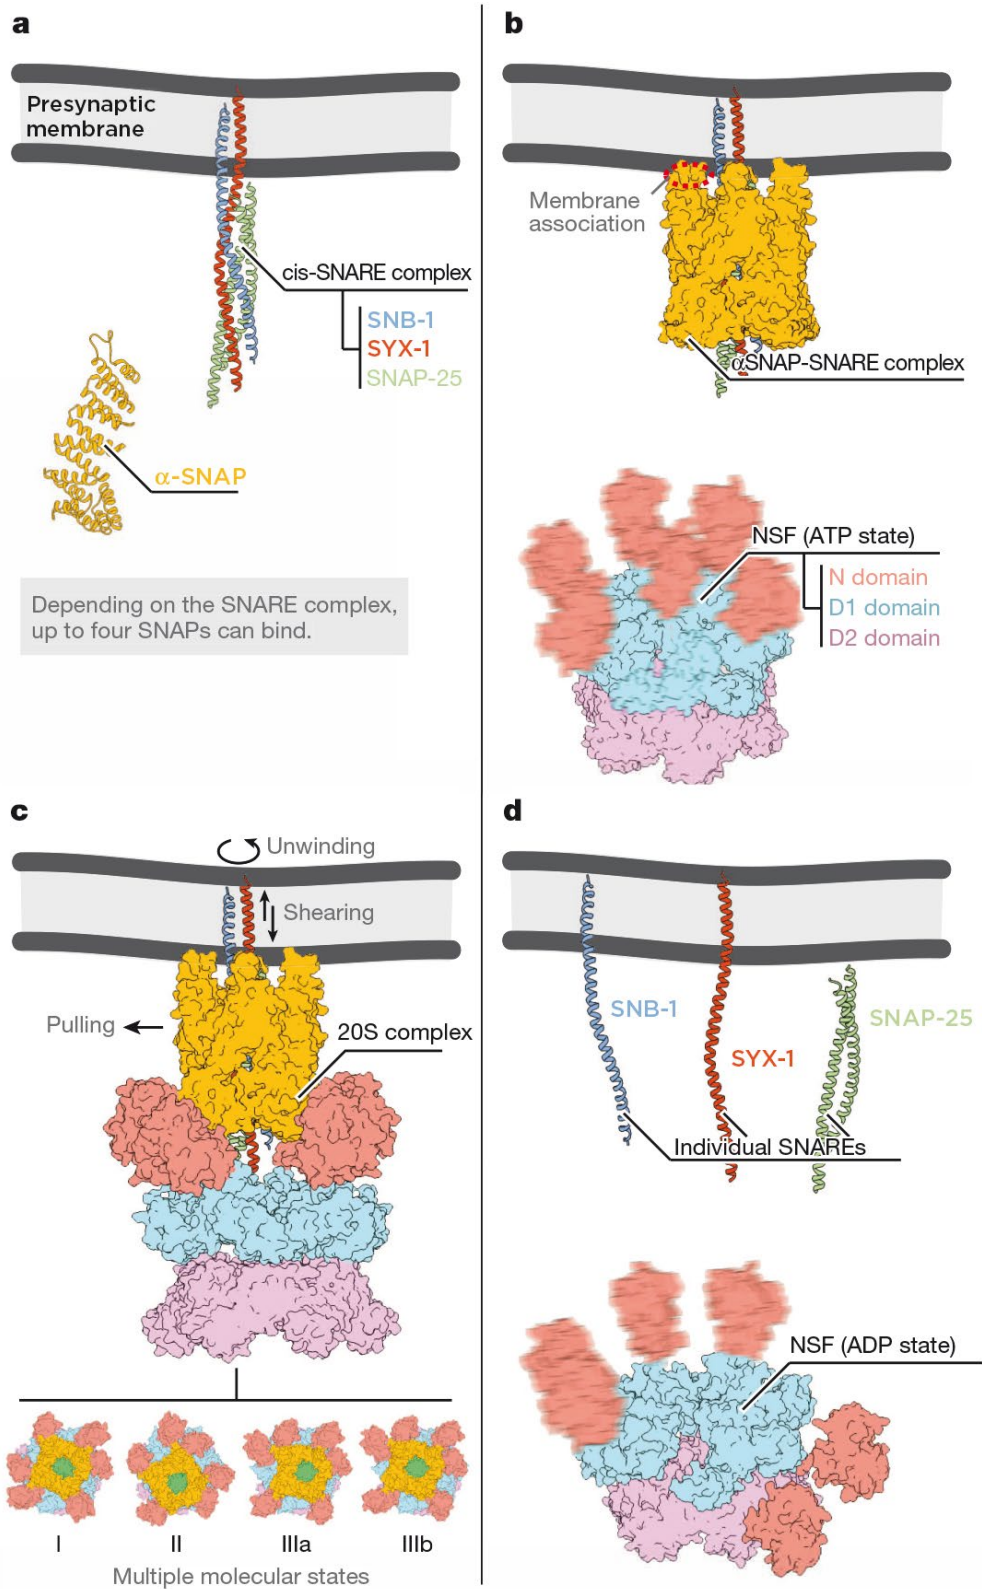 a
Presynaptic
membrane
cis-SNARE complex
SNB-1
SYX-1
SNAP-25
α-SNAP
Depending on the SNARE complex,
up to four SNAPs can bind.
b
Membrane
association
αSNAP-SNARE complex
NSF (ATP state)
N domain
D1 domain
D2 domain
c
Unwinding
Shearing
Pulling
20S complex
I
II
IIIa
IIIb
Multiple molecular states
d
SNB-1
SYX-1
SNAP-25
Individual SNAREs
NSF (ADP state)